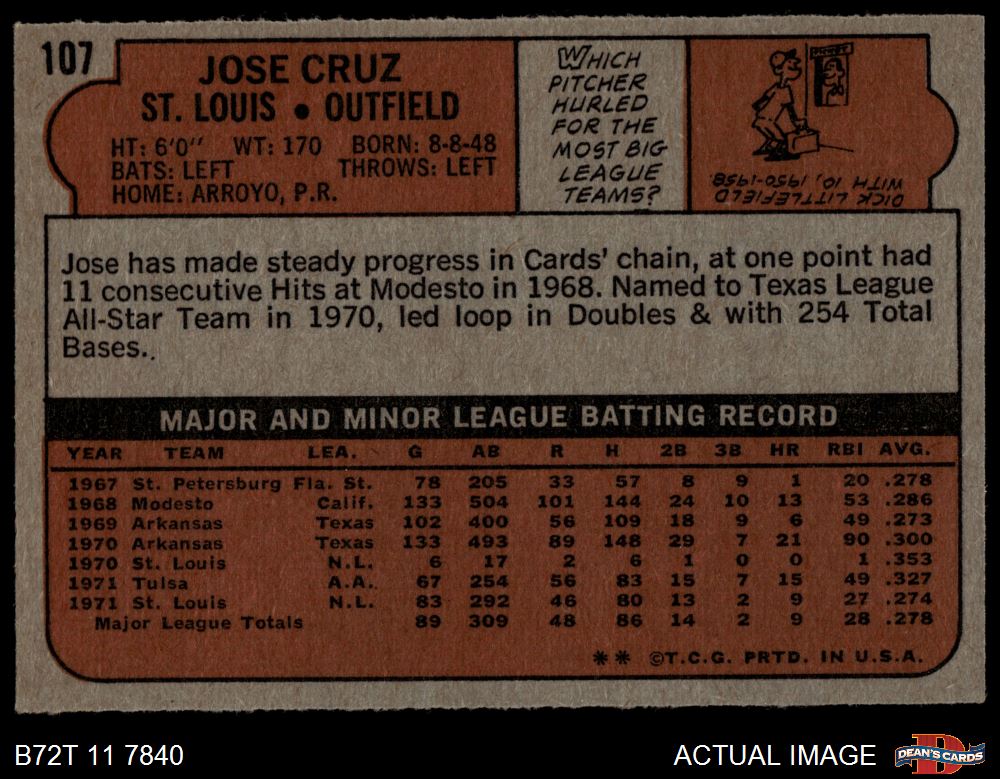 107
JOSE CRUZ
ST. LOUIS • OUTFIELD
HT: 6'0" WT: 170 BORN: 8-8-48
BATS: LEFT THROWS: LEFT
HOME: ARROYO, P.R.
WHICH
PITCHER
HURLED
FOR THE
MOST BIG
LEAGUE
TEAMS?
DICK LITTLEFIELD
WITH 10, 1950-1958.
Jose has made steady progress in Cards' chain, at one point had
11 consecutive Hits at Modesto in 1968. Named to Texas League
All-Star Team in 1970, led loop in Doubles & with 254 Total
Bases..
MAJOR AND MINOR LEAGUE BATTING RECORD
YEAR TEAM LEA. G AB R H 2B 3B HR RBI AVG.
1967 St. Petersburg Fla. St. 78 205 33 57 8 9 1 20 .278
1968 Modesto Calif. 133 504 101 144 24 10 13 53 .286
1969 Arkansas Texas 102 400 56 109 18 9 6 49 .273
1970 Arkansas Texas 133 493 89 148 29 7 21 90 .300
1970 St. Louis N.L. 6 17 2 6 1 0 0 1 .353
1971 Tulsa A.A. 67 254 56 83 15 7 15 49 .327
1971 St. Louis N.L. 83 292 46 80 13 2 9 27 .274
Major League Totals 89 309 48 86 14 2 9 28 .278
** ©T.C.G. PRTD. IN U.S.A.
B72T 11 7840 ACTUAL IMAGE
DEAN'S CARDS